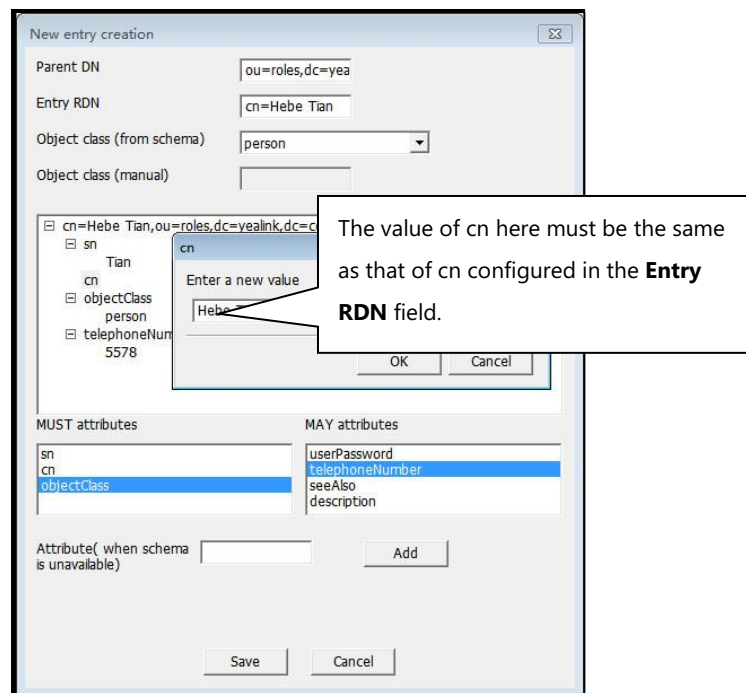 New entry creation
Parent DN
ou=roles,dc=yea
Entry RDN
cn=Hebe Tian
Object class (from schema)
person
Object class (manual)
cn=Hebe Tian,ou=roles,dc=yealink,dc=c
sn
Tian
cn
objectClass
person
telephoneNum
5578
cn
Enter a new value
Hebe T
OK
Cancel
The value of cn here must be the same
as that of cn configured in the Entry
RDN field.
MUST attributes
sn
cn
objectClass
MAY attributes
userPassword
telephoneNumber
seeAlso
description
Attribute( when schema
is unavailable)
Add
Save
Cancel